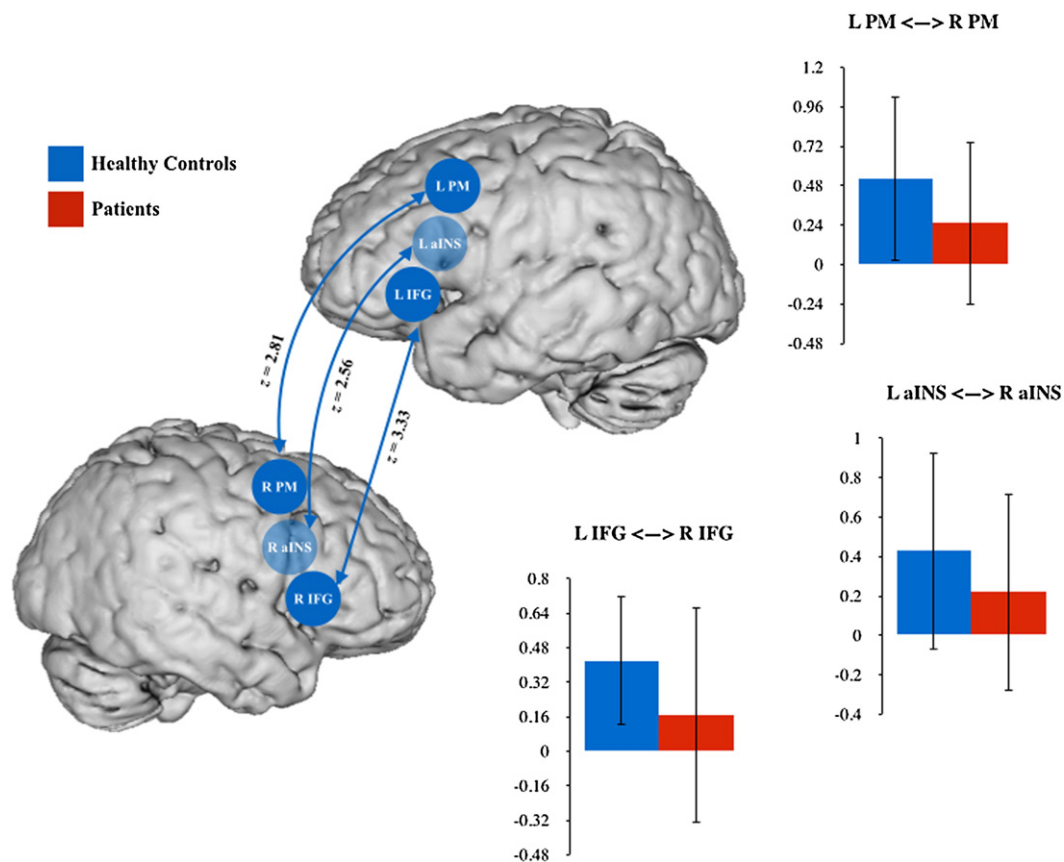 L PM <—> R PM
1.2
0.96
0.72
0.48
0.24
0
-0.24
-0.48
Healthy Controls
Patients
L PM
L aINS
L IFG
z = 2.81
z = 2.56
z = 3.33
R PM
R aINS
R IFG
L aINS <—> R aINS
1
0.8
0.6
0.4
0.2
0
-0.2
-0.4
L IFG <—> R IFG
0.8
0.64
0.48
0.32
0.16
0
-0.16
-0.32
-0.48